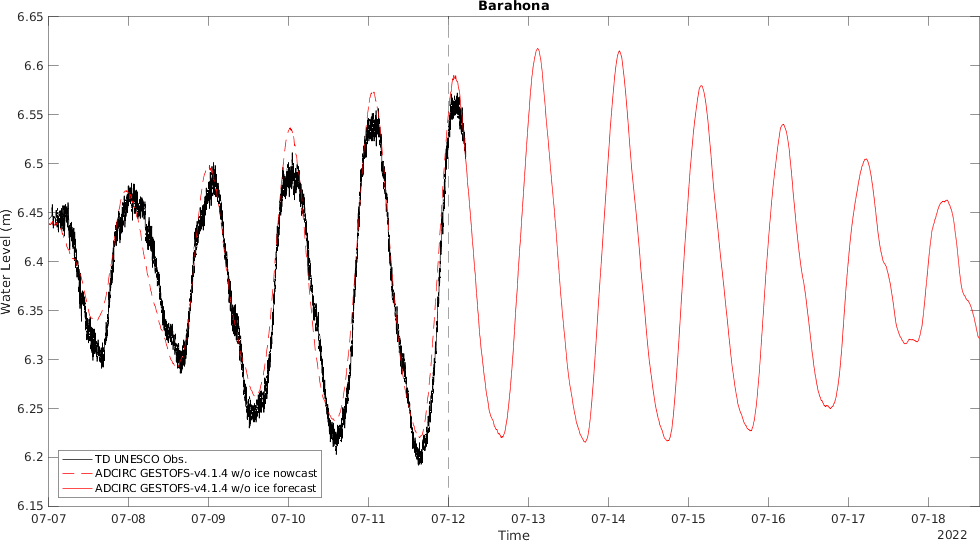 Barahona
6.65
6.6
6.55
6.5
6.45
6.4
6.35
6.3
6.25
6.2
6.15
Water Level (m)
TD UNESCO Obs.
ADCIRC GESTOFS-v4.1.4 w/o ice nowcast
ADCIRC GESTOFS-v4.1.4 w/o ice forecast
07-07 07-08 07-09 07-10 07-11 07-12 07-13 07-14 07-15 07-16 07-17 07-18
Time
2022